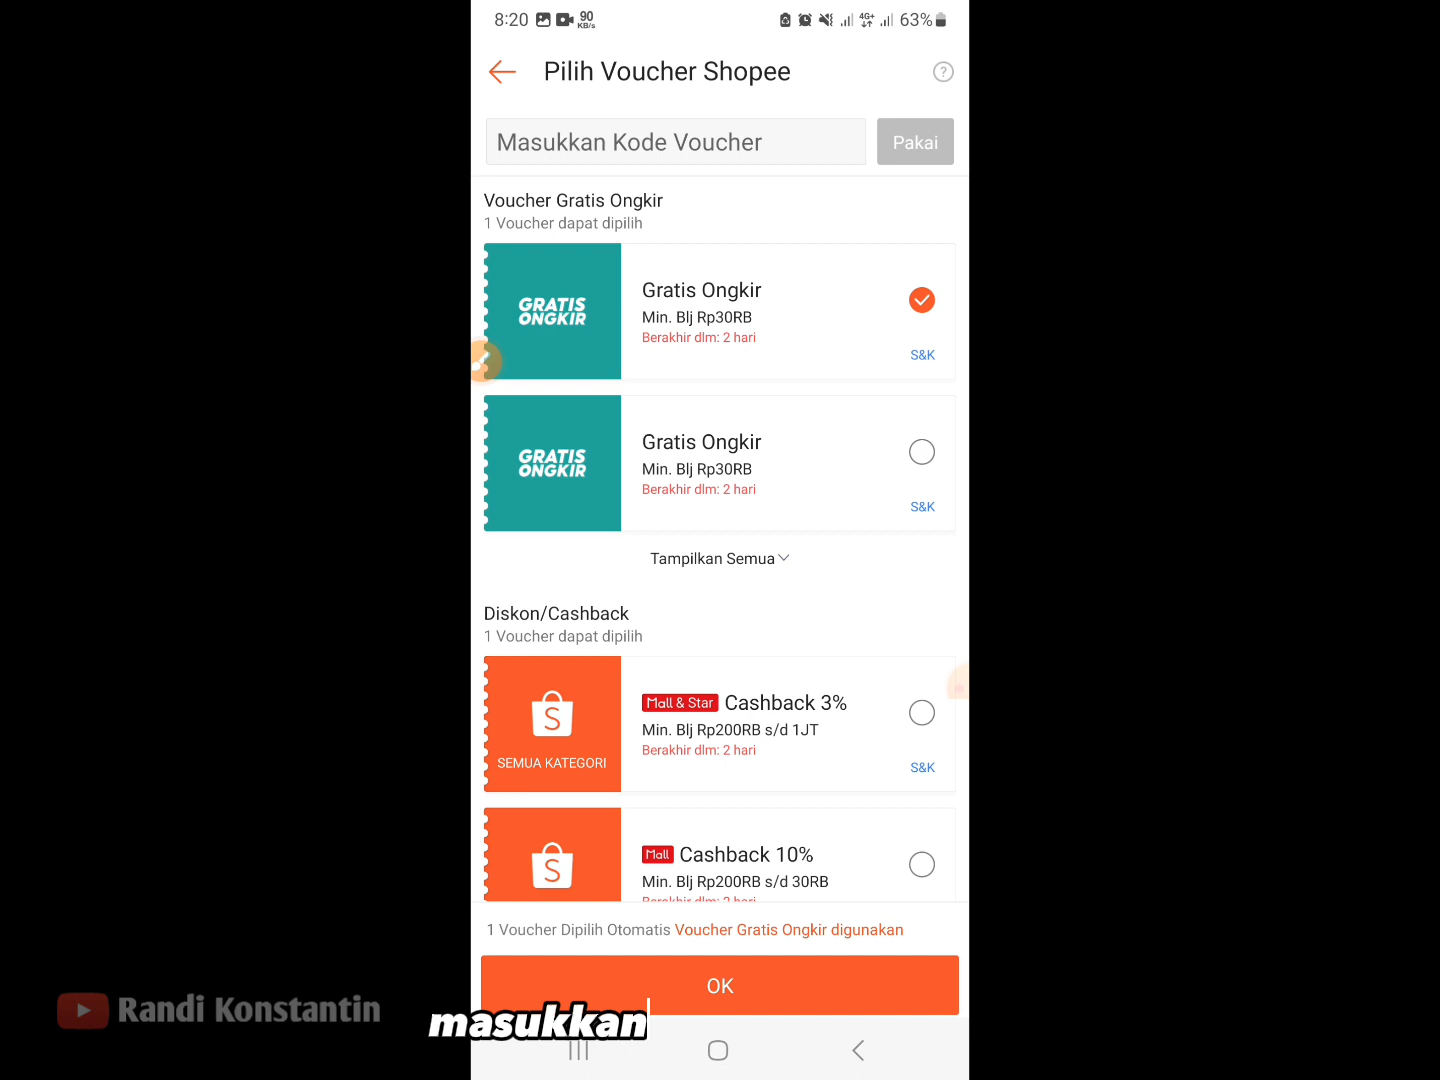 8:20 90 KB/s 4G+ 63%
Pilih Voucher Shopee ?
Masukkan Kode Voucher Pakai
Voucher Gratis Ongkir
1 Voucher dapat dipilih
GRATIS ONGKIR
Gratis Ongkir
Min. Blj Rp30RB
Berakhir dlm: 2 hari
S&K
GRATIS ONGKIR
Gratis Ongkir
Min. Blj Rp30RB
Berakhir dlm: 2 hari
S&K
Tampilkan Semua
Diskon/Cashback
1 Voucher dapat dipilih
S
SEMUA KATEGORI
Mall & Star Cashback 3%
Min. Blj Rp200RB s/d 1JT
Berakhir dlm: 2 hari
S&K
S
Mall Cashback 10%
Min. Blj Rp200RB s/d 30RB
Berakhir dlm: 2 hari
1 Voucher Dipilih Otomatis Voucher Gratis Ongkir digunakan
OK
Randi Konstantin
masukkan